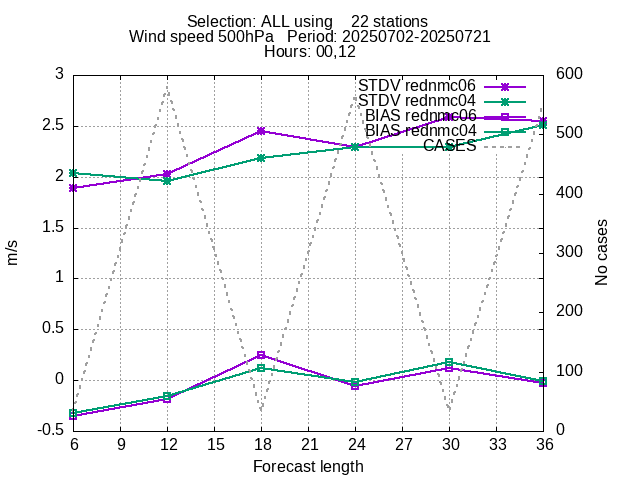 Selection: ALL using    22 stations
Wind speed 500hPa   Period: 20250702-20250721
Hours: 00,12
STDV rednmc06
STDV rednmc04
BIAS rednmc06
BIAS rednmc04
CASES
3
2.5
2
1.5
1
0.5
0
-0.5
m/s
600
500
400
300
200
100
0
No cases
6 9 12 15 18 21 24 27 30 33 36
Forecast length